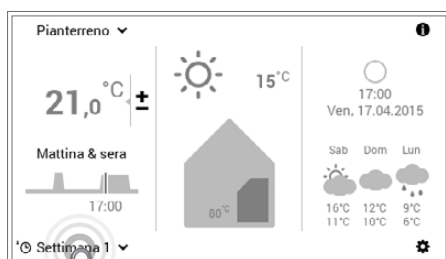 Pianterreno
21,0 °C ±
Mattina & sera
17:00
Settimana 1
15°C
80°C
17:00
Ven, 17.04.2015
Sab Dom Lun
16°C 12°C 9°C
11°C 10°C 6°C